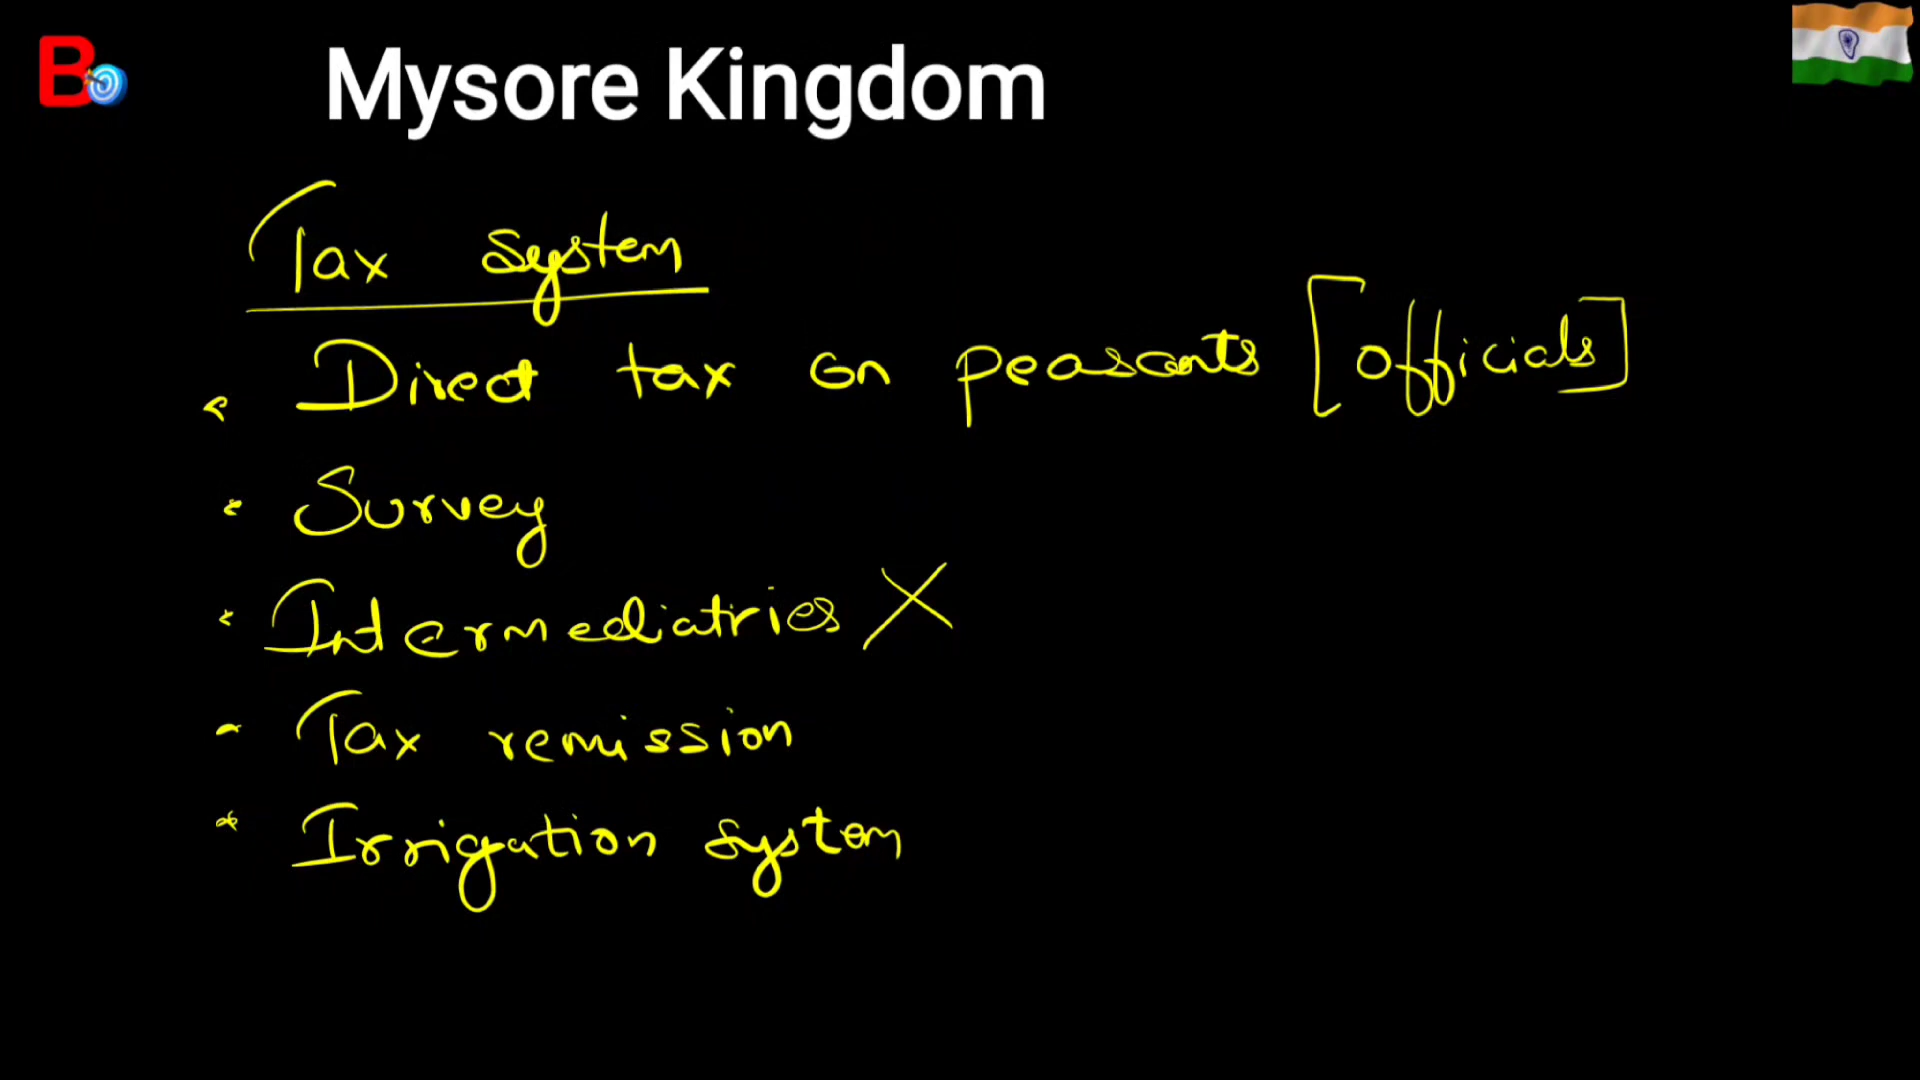 B
Mysore Kingdom
Tax system
Direct tax on peasants [officials]
Survey
Intermediatries X
Tax remission
Irrigation system